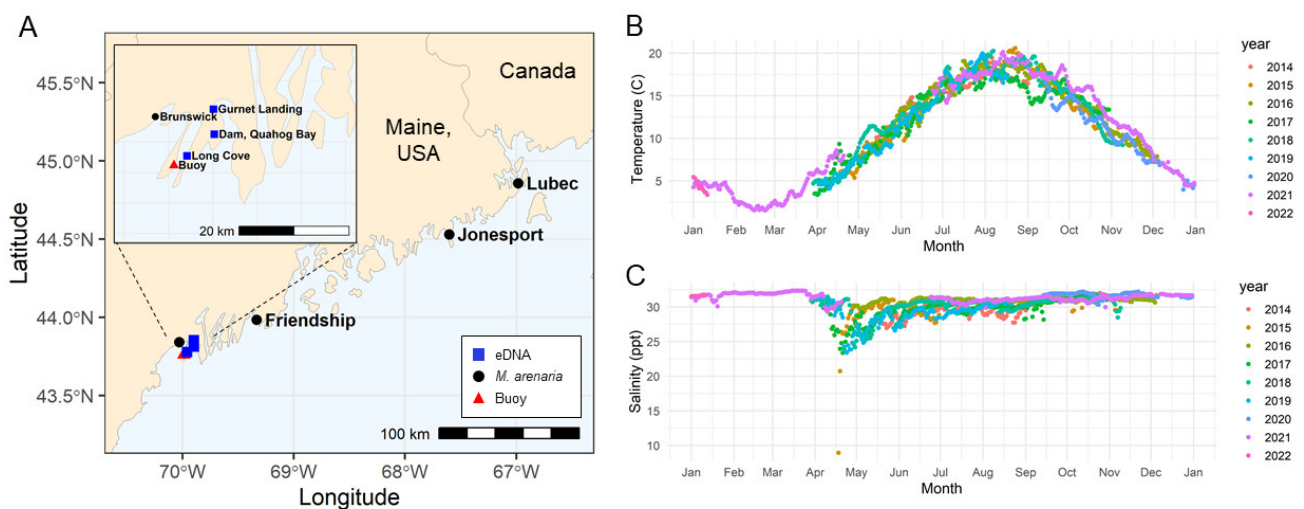 A
45.5°N
45.0°N
44.5°N
44.0°N
43.5°N
Latitude
70°W
69°W
68°W
67°W
Longitude
Canada
Maine,
USA
Lubec
Jonesport
Friendship
Gurnet Landing
Brunswick
Dam, Quahog Bay
Long Cove
Buoy
20 km
eDNA
M. arenaria
Buoy
100 km
B
Temperature (C)
20
15
10
5
Jan Feb Mar Apr May Jun Jul Aug Sep Oct Nov Dec Jan
Month
year
2014
2015
2016
2017
2018
2019
2020
2021
2022
C
Salinity (ppt)
30
25
20
15
10
Jan Feb Mar Apr May Jun Jul Aug Sep Oct Nov Dec Jan
Month
year
2014
2015
2016
2017
2018
2019
2020
2021
2022